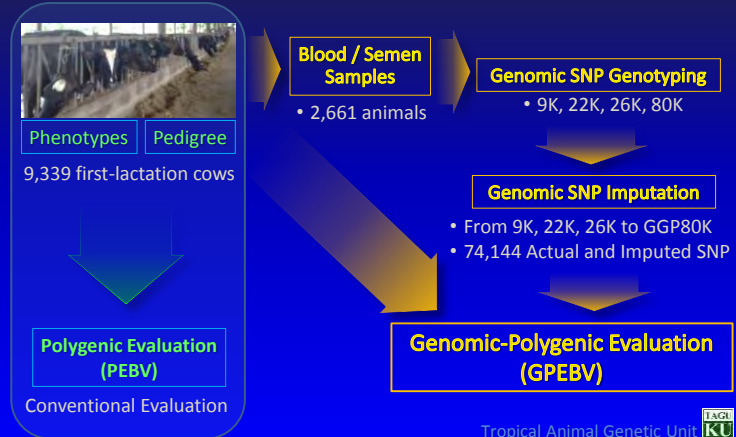 Phenotypes
Pedigree
9,339 first-lactation cows
Polygenic Evaluation
(PEBV)
Conventional Evaluation
Blood / Semen
Samples
• 2,661 animals
Genomic SNP Genotyping
• 9K, 22K, 26K, 80K
Genomic SNP Imputation
• From 9K, 22K, 26K to GGP80K
• 74,144 Actual and Imputed SNP
Genomic-Polygenic Evaluation
(GPEBV)
Tropical Animal Genetic Unit
TAGU
KU